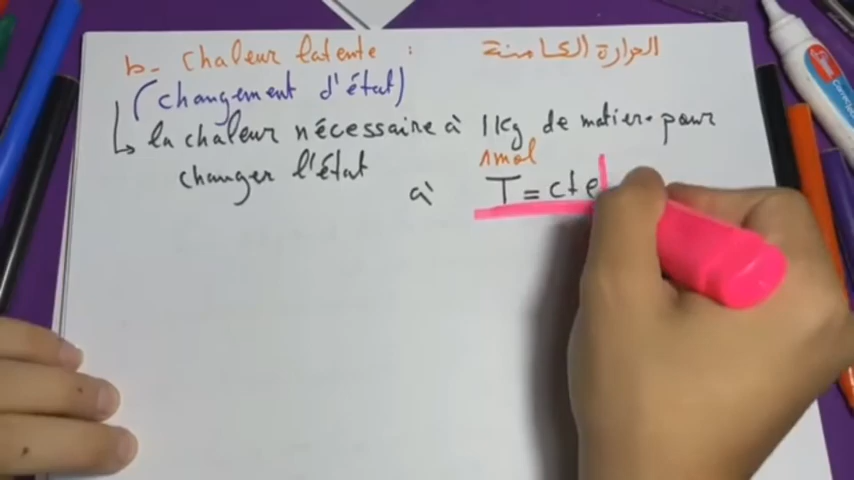 b- chaleur latente : الحرارة الكامنة
(changement d'état)
la chaleur nécessaire à 1Kg de matière pour
1mol
changer l'état
à T = cte